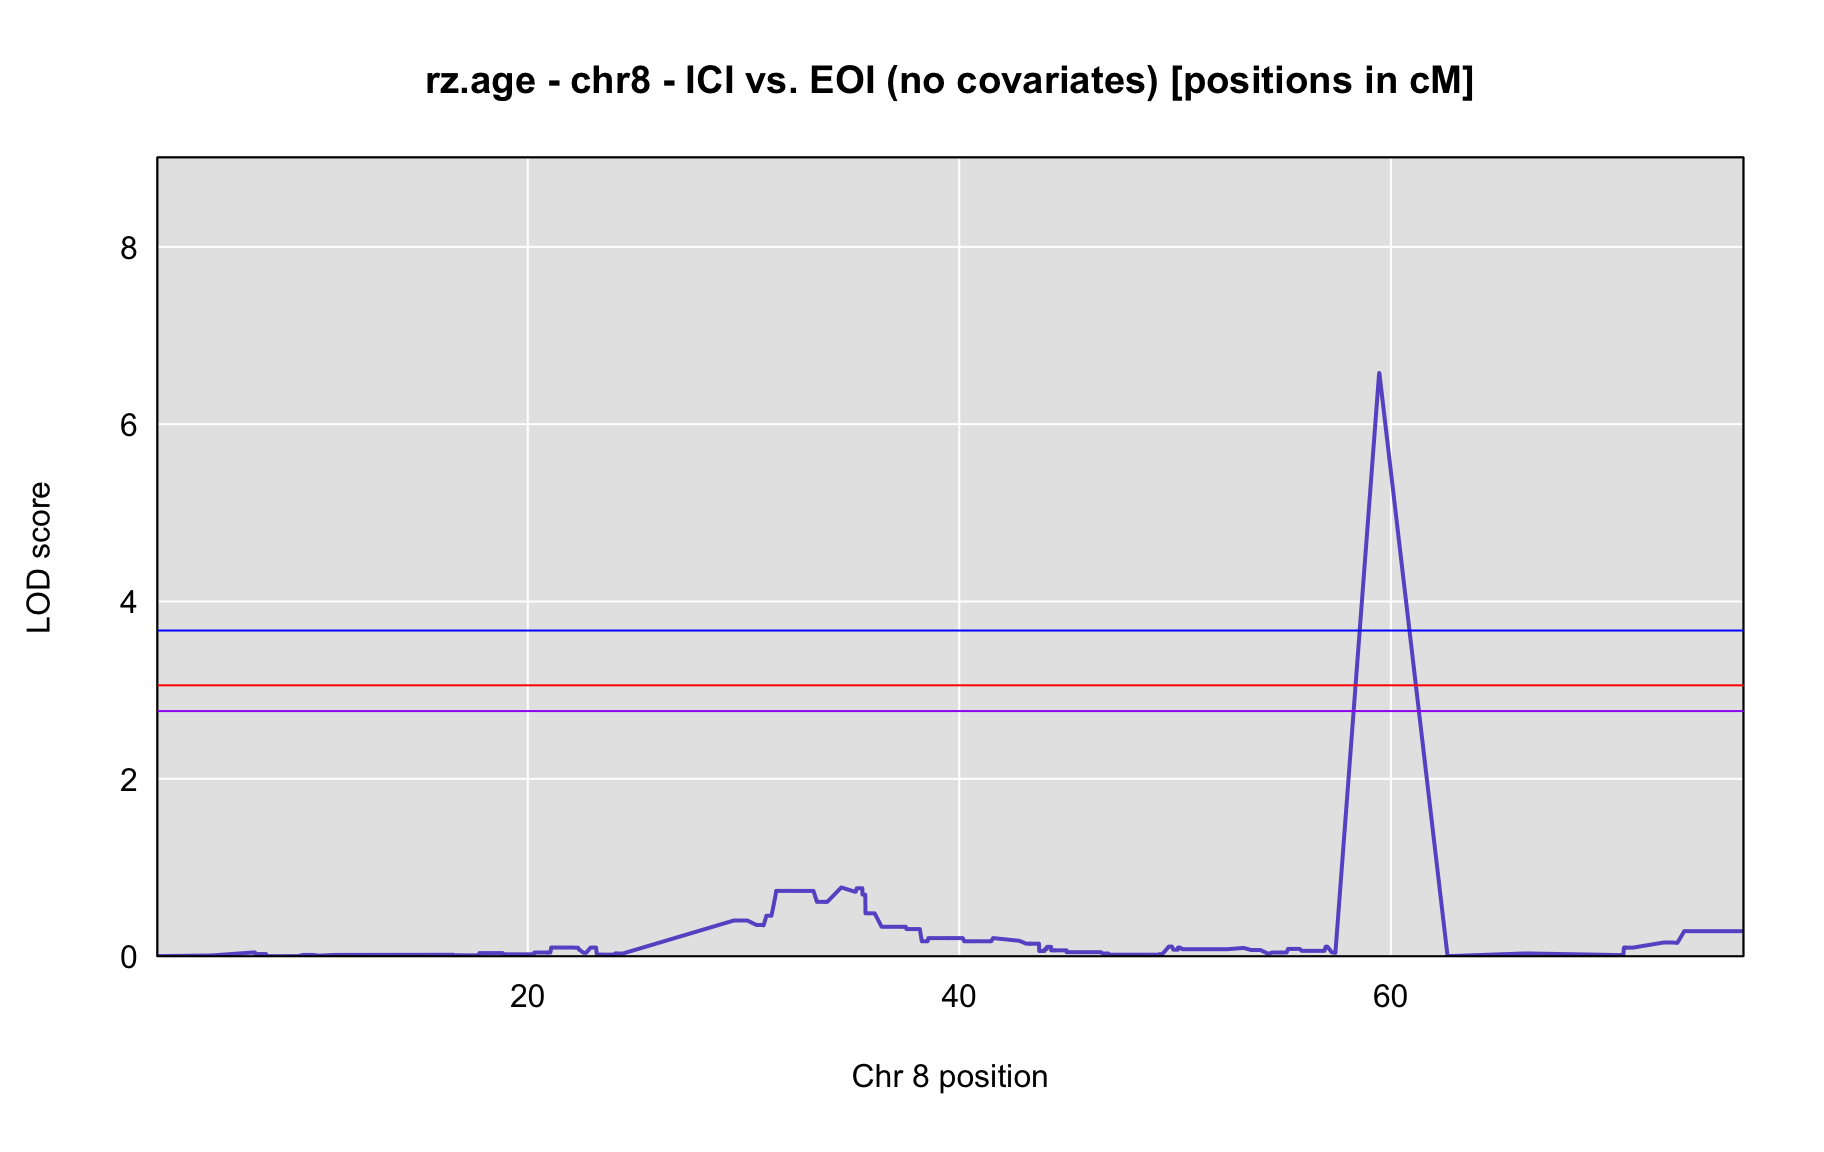 rz.age - chr8 - ICI vs. EOI (no covariates) [positions in cM]
8
6
4
2
0
LOD score
20 40 60
Chr 8 position